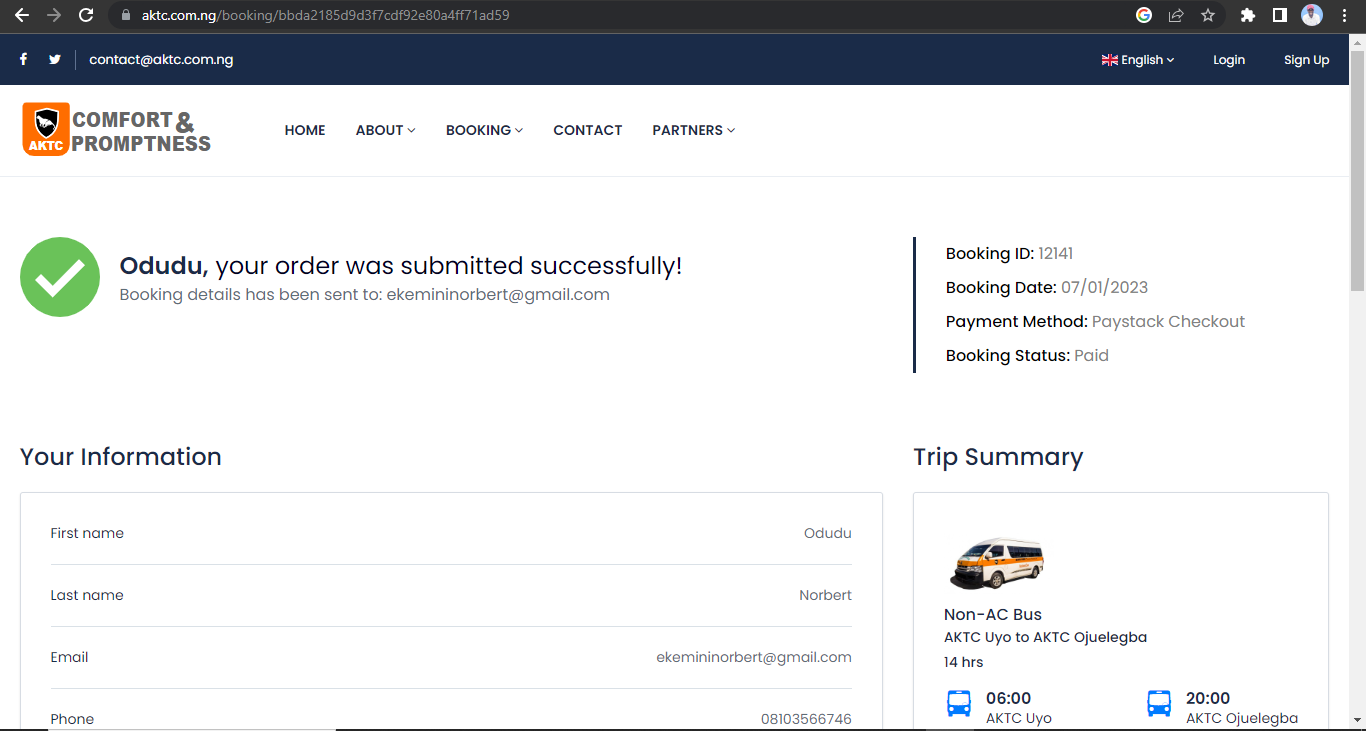 aktc.com.ng/booking/bbda2185d9d3f7cdf92e80a4ff71ad59
contact@aktc.com.ng
English
Login
Sign Up
AKTC
COMFORT &
PROMPTNESS
HOME
ABOUT
BOOKING
CONTACT
PARTNERS
Odudu, your order was submitted successfully!
Booking details has been sent to: ekemininorbert@gmail.com
Booking ID: 12141
Booking Date: 07/01/2023
Payment Method: Paystack Checkout
Booking Status: Paid
Your Information
First name Odudu
Last name Norbert
Email ekemininorbert@gmail.com
Phone 08103566746
Trip Summary
Non-AC Bus
AKTC Uyo to AKTC Ojuelegba
14 hrs
06:00 20:00
AKTC Uyo AKTC Ojuelegba